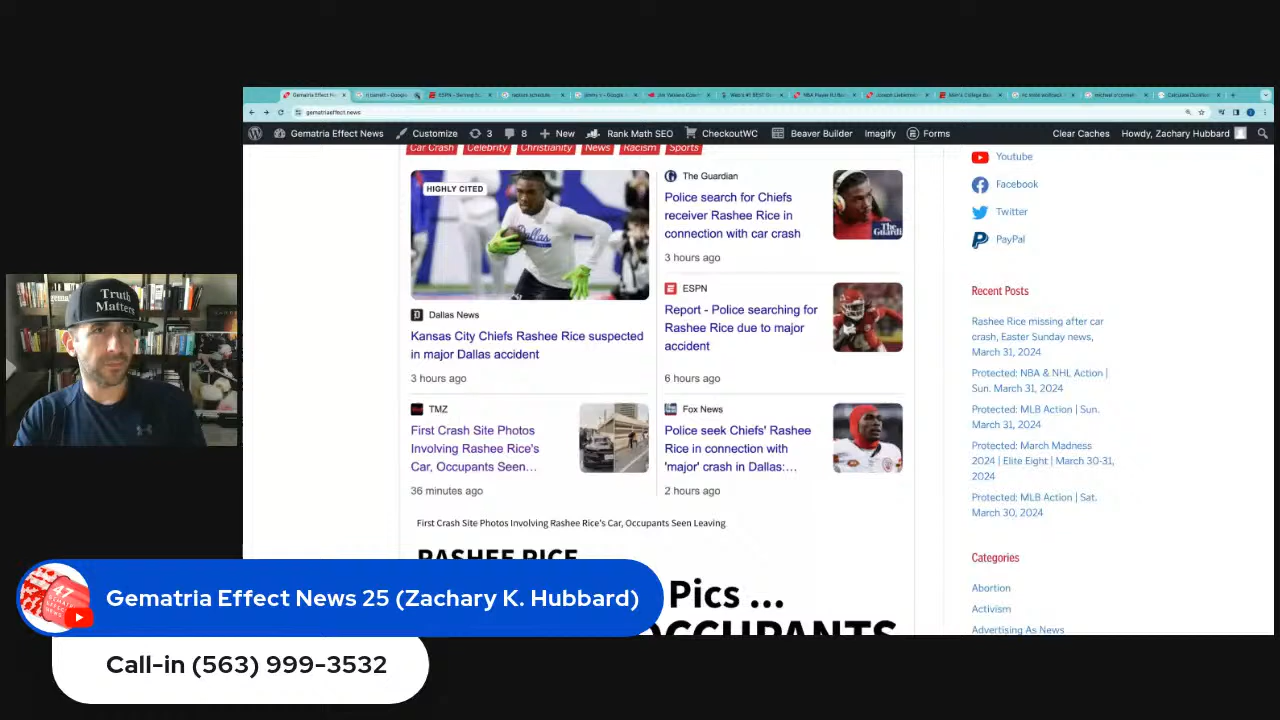 Gematria Effect N
ESPN - Serving S
gematriaeffect.news
Gematria Effect News
Customize
3
8
New
Rank Math SEO
CheckoutWC
Beaver Builder
Imagify
Forms
Clear Caches
Howdy, Zachary Hubbard
Car Crash
Celebrity
Christianity
News
Racism
Sports
HIGHLY CITED
Dallas
Dallas News
Kansas City Chiefs Rashee Rice suspected
in major Dallas accident
3 hours ago
The Guardian
Police search for Chiefs
receiver Rashee Rice in
connection with car crash
3 hours ago
The
Guardi
ESPN
Report - Police searching for
Rashee Rice due to major
accident
6 hours ago
TMZ
First Crash Site Photos
Involving Rashee Rice's
Car, Occupants Seen...
36 minutes ago
Fox News
Police seek Chiefs' Rashee
Rice in connection with
'major' crash in Dallas:...
2 hours ago
First Crash Site Photos Involving Rashee Rice's Car, Occupants Seen Leaving
RASHEE RICE
Pics ...
OCCUPANTS
Youtube
Facebook
Twitter
PayPal
Recent Posts
Rashee Rice missing after car
crash, Easter Sunday news,
March 31, 2024
Protected: NBA & NHL Action |
Sun. March 31, 2024
Protected: MLB Action | Sun.
March 31, 2024
Protected: March Madness
2024 | Elite Eight | March 30-31,
2024
Protected: MLB Action | Sat.
March 30, 2024
Categories
Abortion
Activism
Advertising As News
Truth
Matters
47
Gematria Effect News 25 (Zachary K. Hubbard)
Call-in (563) 999-3532